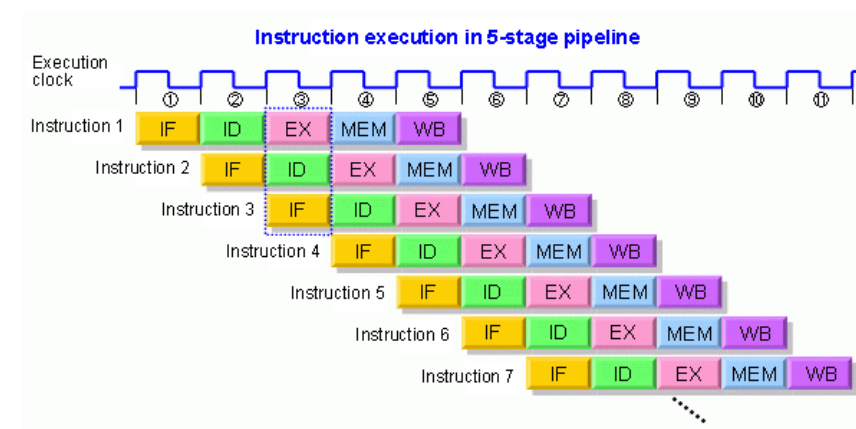 Instruction execution in 5-stage pipeline
Execution
clock
① ② ③ ④ ⑤ ⑥ ⑦ ⑧ ⑨ ⑩ ⑪
Instruction 1 IF ID EX MEM WB
Instruction 2 IF ID EX MEM WB
Instruction 3 IF ID EX MEM WB
Instruction 4 IF ID EX MEM WB
Instruction 5 IF ID EX MEM WB
Instruction 6 IF ID EX MEM WB
Instruction 7 IF ID EX MEM WB